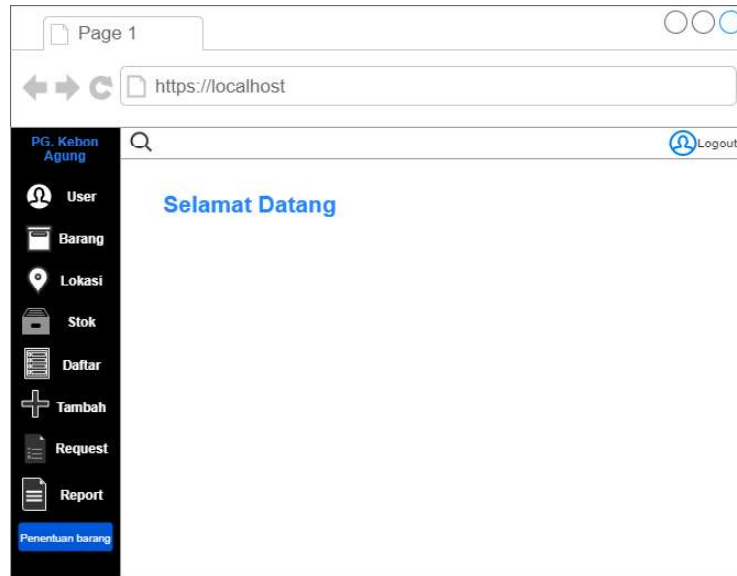 Page 1
https://localhost
PG. Kebon
Agung
Logout
Selamat Datang
User
Barang
Lokasi
Stok
Daftar
Tambah
Request
Report
Penentuan barang